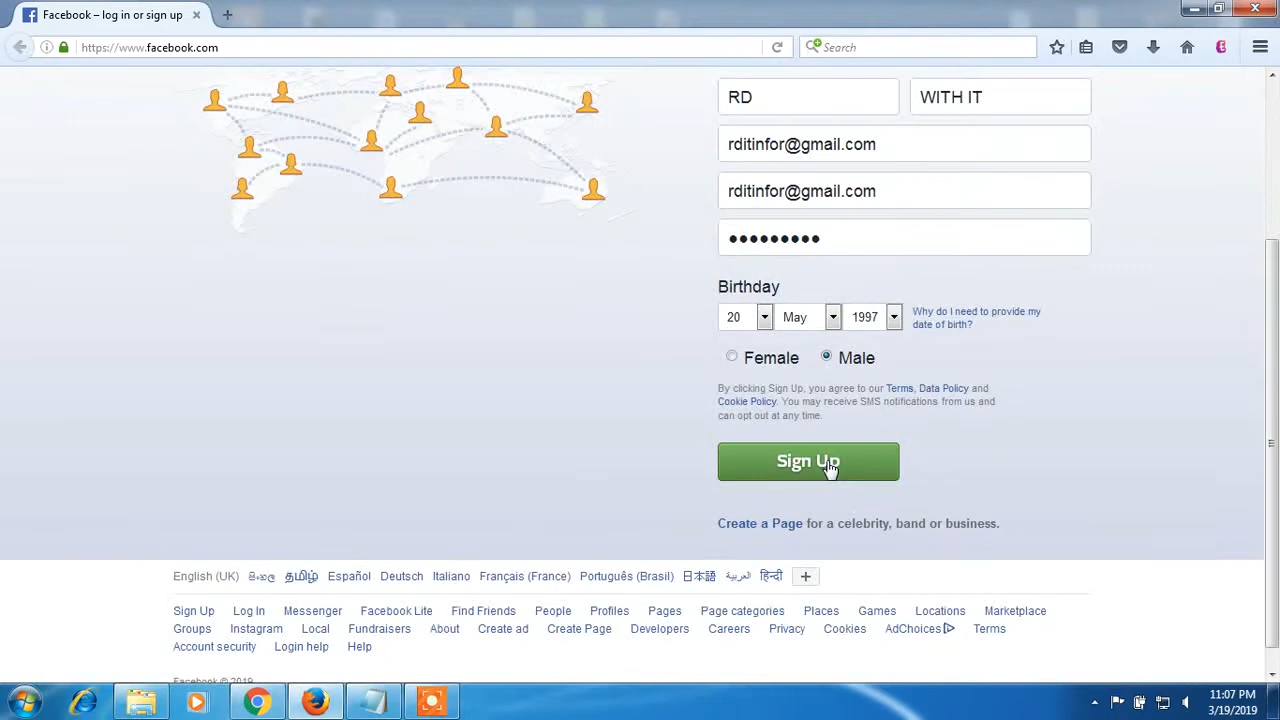 Facebook – log in or sign up
https://www.facebook.com
Search
RD
WITH IT
rditinfor@gmail.com
rditinfor@gmail.com
Birthday
20
May
1997
Why do I need to provide my
date of birth?
Female
Male
By clicking Sign Up, you agree to our Terms, Data Policy and
Cookie Policy. You may receive SMS notifications from us and
can opt out at any time.
Sign Up
Create a Page for a celebrity, band or business.
English (UK) සිංහල தமிழ் Español Deutsch Italiano Français (France) Português (Brasil) 日本語 العربية हिन्दी
Sign Up Log In Messenger Facebook Lite Find Friends People Profiles Pages Page categories Places Games Locations Marketplace
Groups Instagram Local Fundraisers About Create ad Create Page Developers Careers Privacy Cookies AdChoices Terms
Account security Login help Help
Facebook © 2019
11:07 PM
3/19/2019